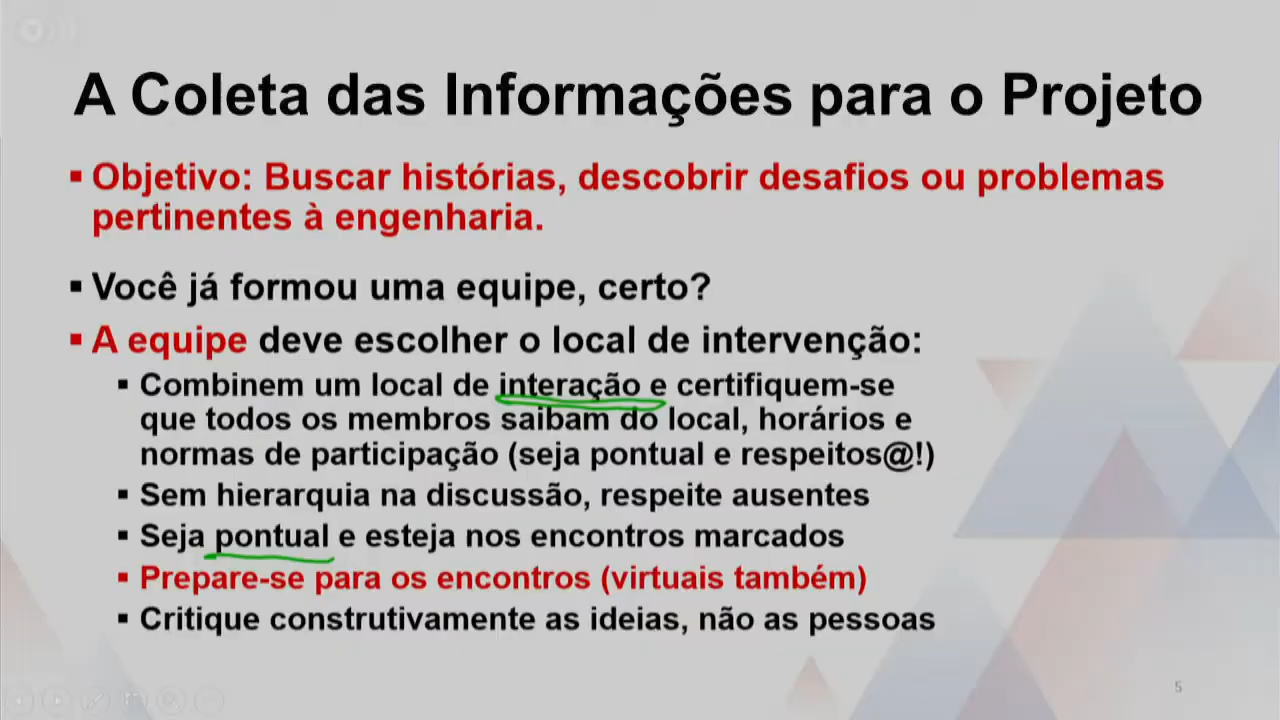 A Coleta das Informações para o Projeto
▪ Objetivo: Buscar histórias, descobrir desafios ou problemas
pertinentes à engenharia.
▪ Você já formou uma equipe, certo?
▪ A equipe deve escolher o local de intervenção:
▪ Combinem um local de interação e certifiquem-se
que todos os membros saibam do local, horários e
normas de participação (seja pontual e respeitos@!)
▪ Sem hierarquia na discussão, respeite ausentes
▪ Seja pontual e esteja nos encontros marcados
▪ Prepare-se para os encontros (virtuais também)
▪ Critique construtivamente as ideias, não as pessoas
5